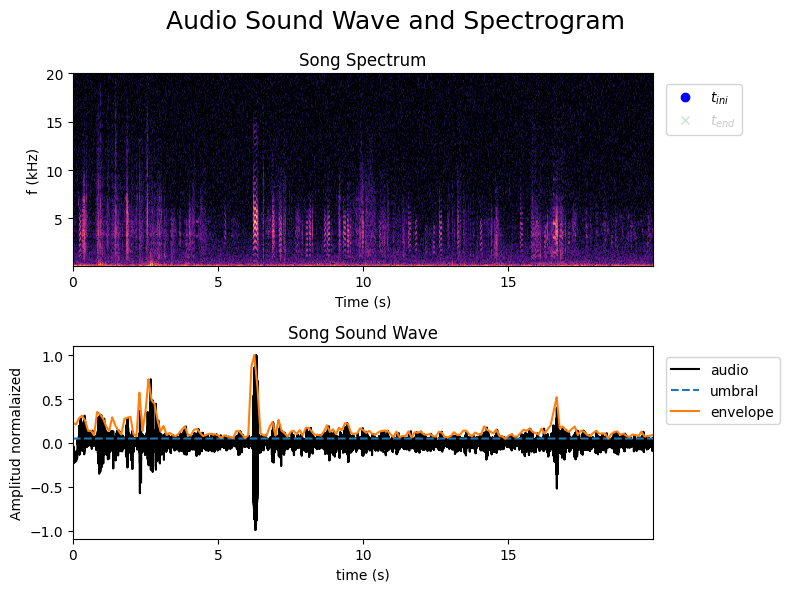 Audio Sound Wave and Spectrogram
Song Spectrum
20
15
10
5
f (kHz)
0 5 10 15
Time (s)
t_ini
t_end
Song Sound Wave
1.0
0.5
0.0
−0.5
−1.0
Amplitud normalaized
0 5 10 15
time (s)
audio
umbral
envelope